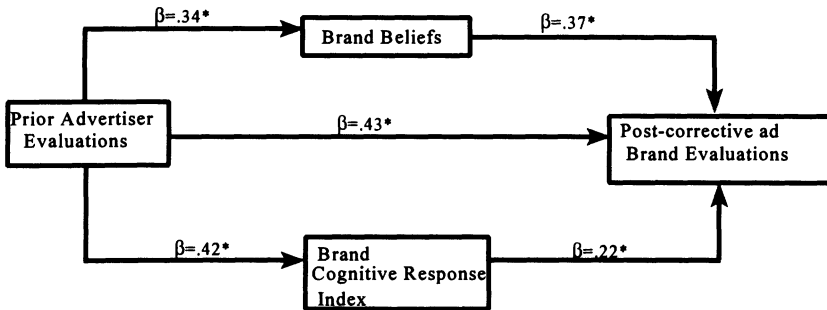 β=.34*
Brand Beliefs
β=.37*
Prior Advertiser
Evaluations
β=.43*
Post-corrective ad
Brand Evaluations
β=.42*
Brand
Cognitive Response
Index
β=.22*